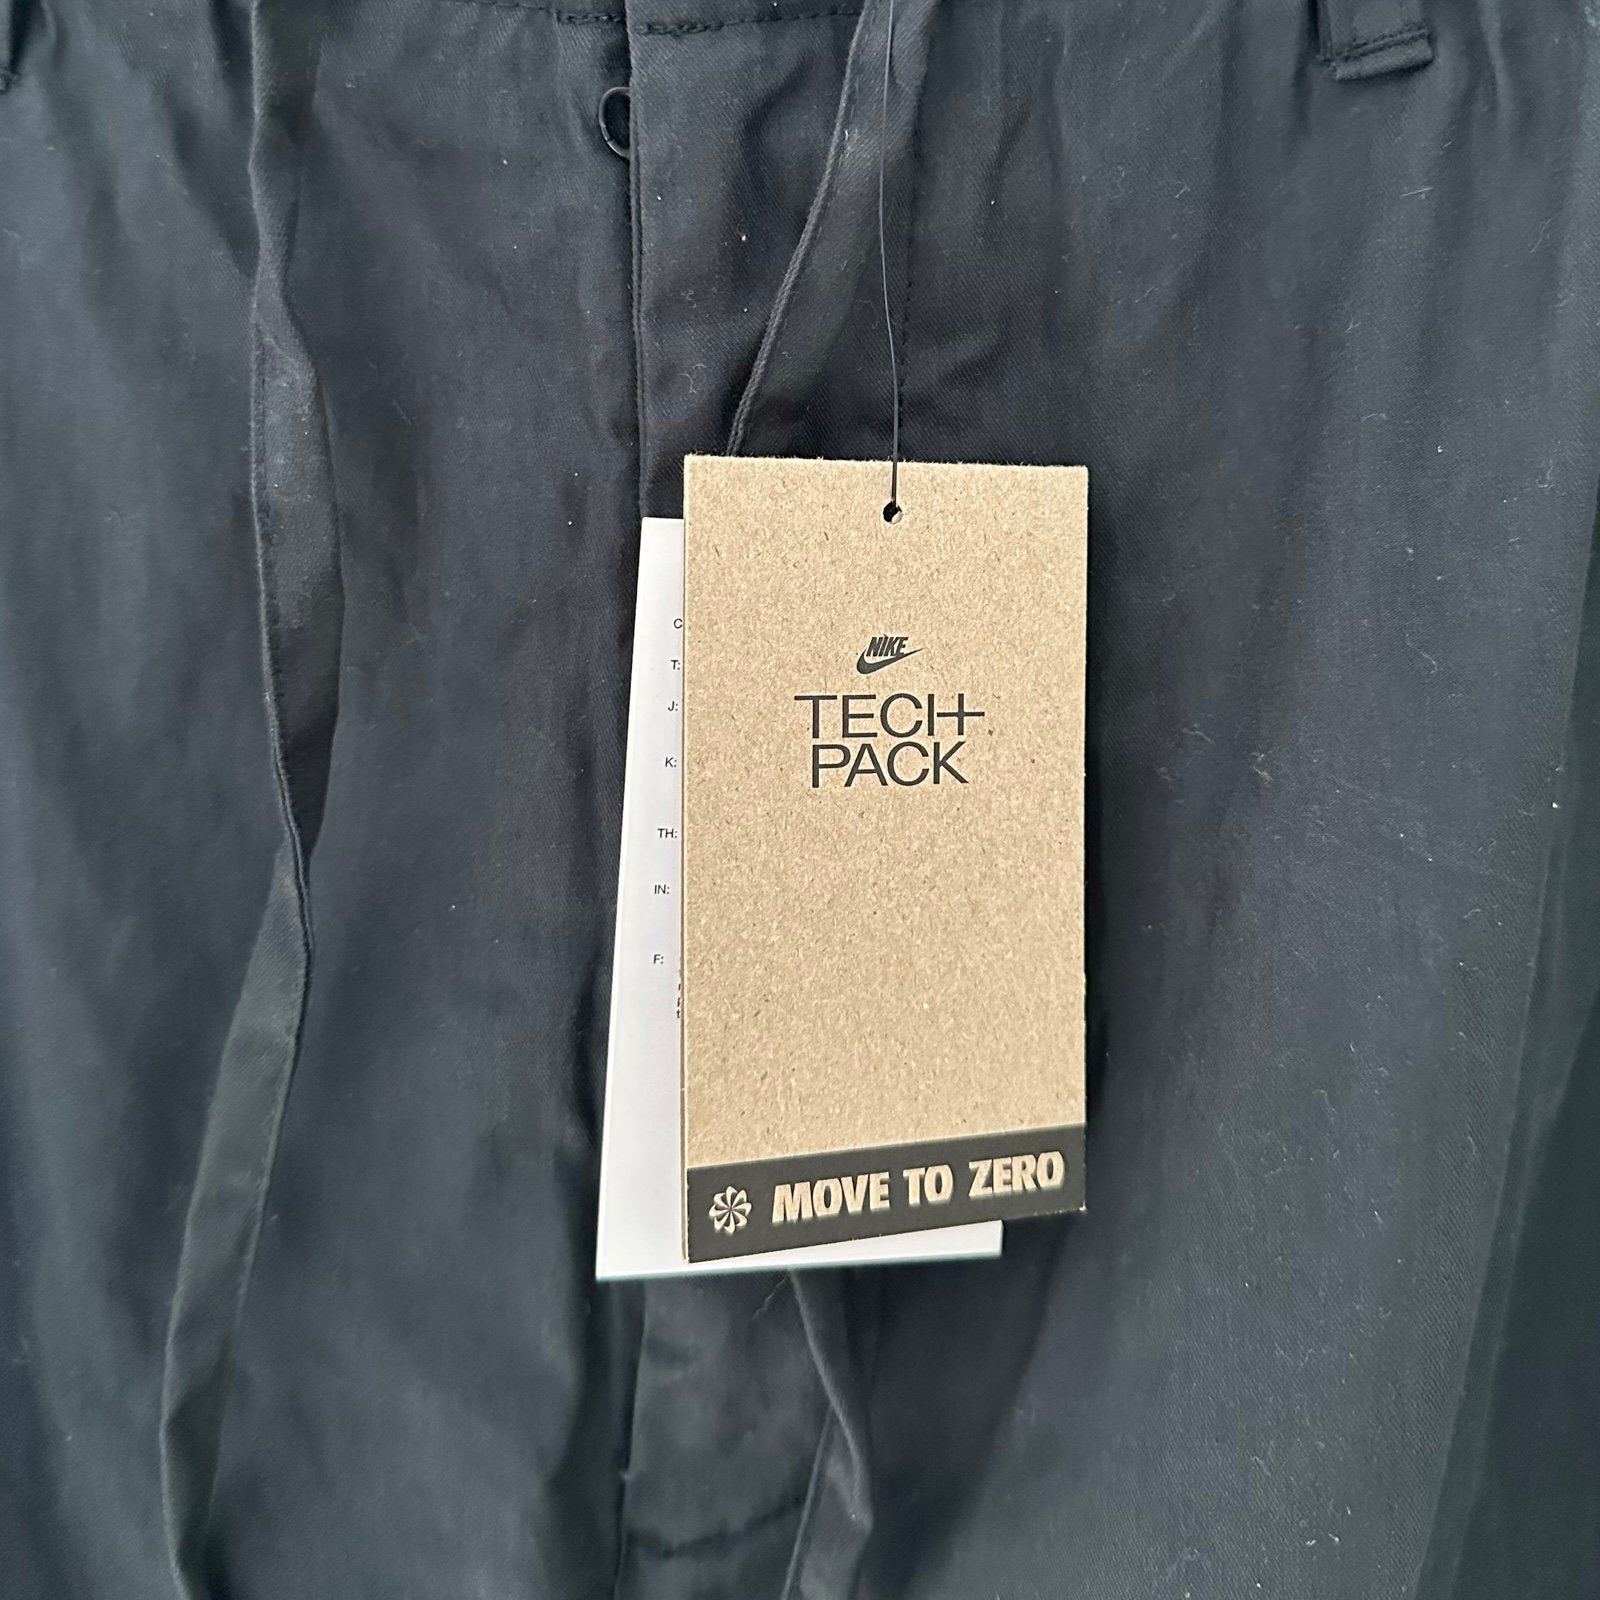 NIKE
TECH
PACK
MOVE TO ZERO
C
T:
J:
K:
TH:
IN:
F: